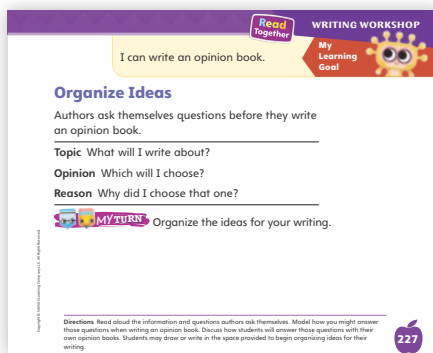 Read
Together
WRITING WORKSHOP
I can write an opinion book.
My
Learning
Goal
Organize Ideas
Authors ask themselves questions before they write
an opinion book.
Topic What will I write about?
Opinion Which will I choose?
Reason Why did I choose that one?
MY TURN Organize the ideas for your writing.
Directions Read aloud the information and questions authors ask themselves. Model how you might answer
those questions when writing an opinion book. Discuss how students will answer those questions with their
own opinion books. Students may draw or write in the space provided to begin organizing ideas for their
writing.
227